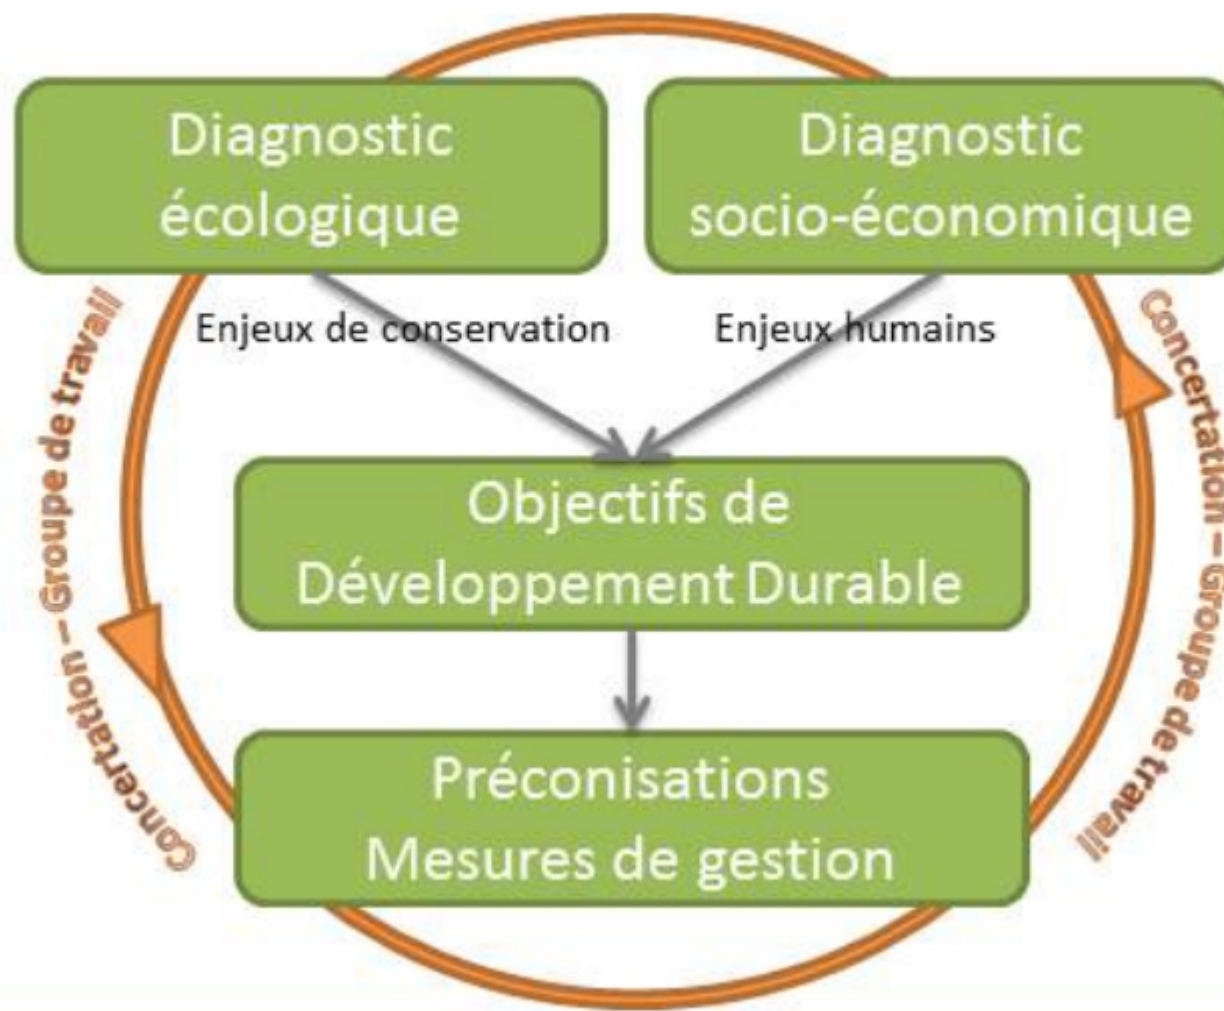 Diagnostic
écologique
Diagnostic
socio-économique
Enjeux de conservation
Enjeux humains
Concertation – Groupe de travail
Concertation – Groupe de travail
Objectifs de
Développement Durable
Préconisations
Mesures de gestion